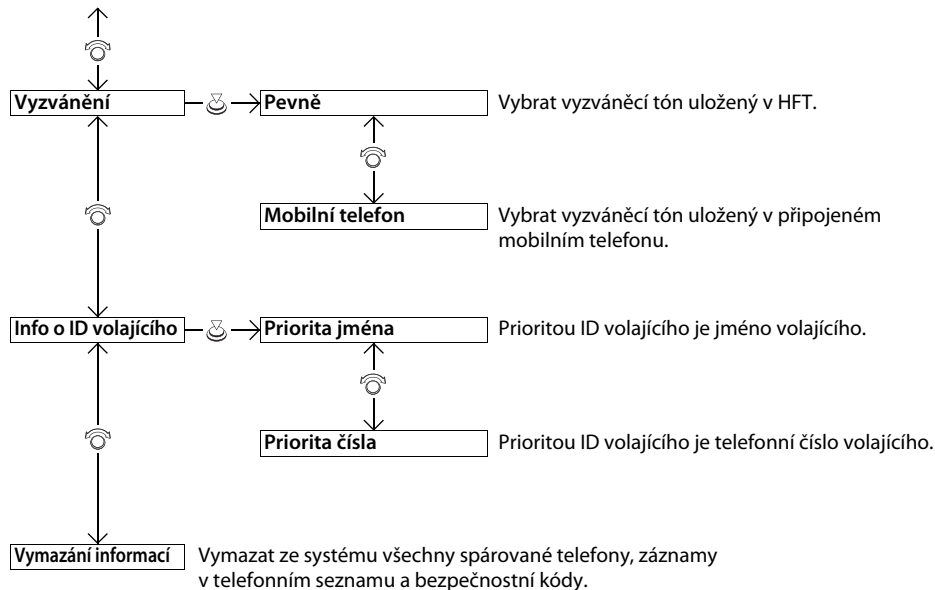 Vyzvánění
Pevně
Vybrat vyzváněcí tón uložený v HFT.
Mobilní telefon
Vybrat vyzváněcí tón uložený v připojeném
mobilním telefonu.
Info o ID volajícího
Priorita jména
Prioritou ID volajícího je jméno volajícího.
Priorita čísla
Prioritou ID volajícího je telefonní číslo volajícího.
Vymazání informací
Vymazat ze systému všechny spárované telefony, záznamy
v telefonním seznamu a bezpečnostní kódy.